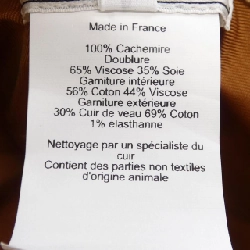 Made in France
100% Cachemire
Doublure
65% Viscose 35% Soie
Garniture intérieure
56% Coton 44% Viscose
Garniture extérieure
30% Cuir de veau 69% Coton
1% elasthanne
Nettoyage par un spécialiste du
cuir
Contient des parties non textiles
d'origine animale